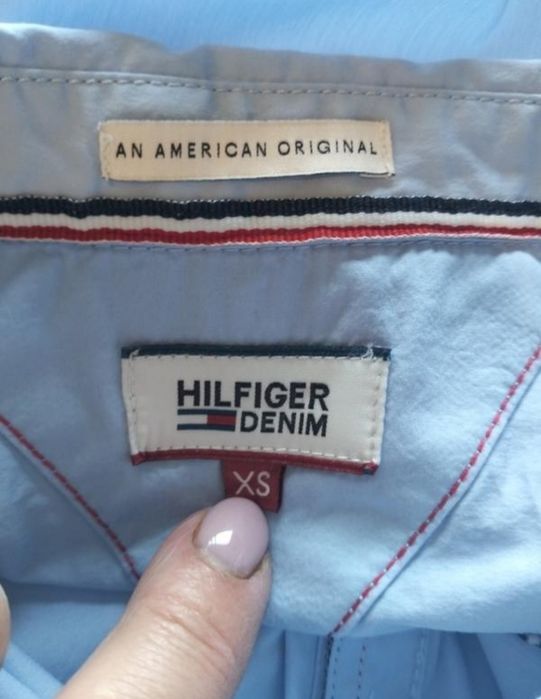 AN AMERICAN ORIGINAL
HILFIGER
DENIM
XS